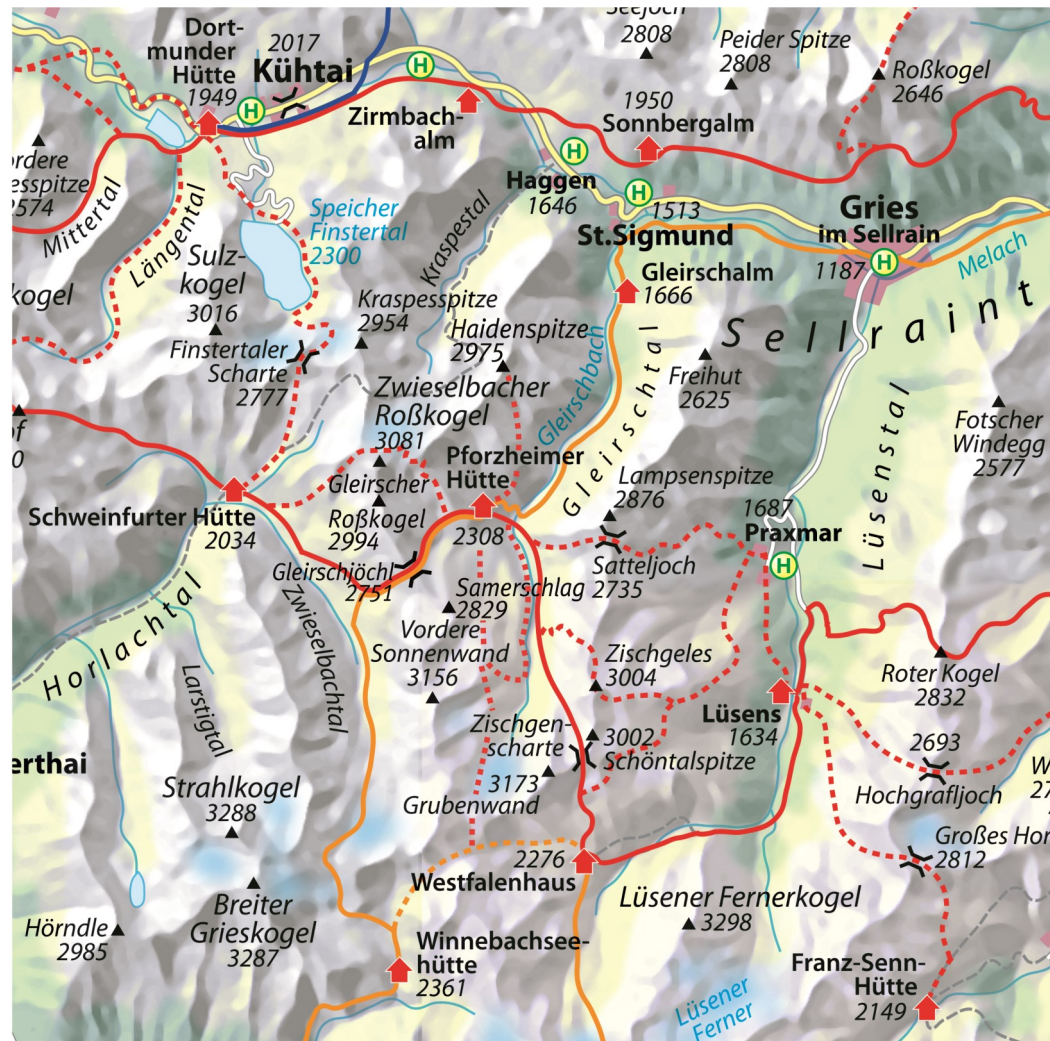 Seejoch
2808
Dort-
munder
Hütte
1949
2017
Kühtai
H
H
Zirmbach-
alm
Peider Spitze
2808
Roßkogel
2646
1950
Sonnbergalm
ordere
esspitze
2574
Mittertal
Längental
Speicher
Finstertal
2300
Kraspestal
H
Haggen
1646
H
1513
St.Sigmund
Gries
im Sellrain
1187
H
Melach
kogel
Sulz-
kogel
3016
Gleirschalm
1666
Kraspesspitze
2954
Haidenspitze
2975
Finstertaler
Scharte
2777
Gleirschbach
Gleirschtal
Sellraint
Freihut
2625
Lüsenstal
Fotscher
Windegg
2577
Zwieselbacher
Roßkogel
3081
of
0
Pforzheimer
Hütte
2308
Gleirscher
Roßkogel
2994
Lampsenspitze
2876
Schweinfurter Hütte
2034
1687
Praxmar
H
Gleirschjöchl
2751
Satteljoch
2735
Samerschlag
2829
Horlachtal
Zwieselbachtal
Larstigtal
Vordere
Sonnenwand
3156
Zischgeles
3004
Roter Kogel
2832
Lüsens
1634
Zischgen-
scharte
3002
Schöntalspitze
3173
Grubenwand
2693
Hochgrafljoch
W
27
erthai
Strahlkogel
3288
Großes Hor
2812
2276
Westfalenhaus
Lüsener Fernerkogel
3298
Breiter
Grieskogel
3287
Hörndle
2985
Winnebachsee-
hütte
2361
Franz-Senn-
Hütte
2149
Lüsener
Ferner